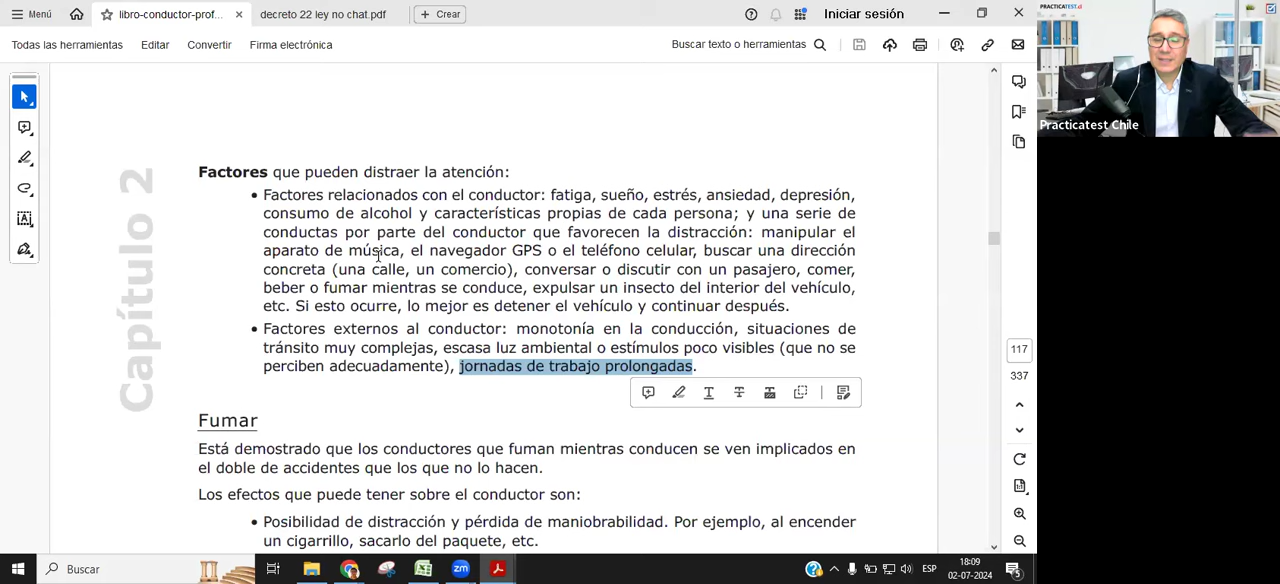 Menú
libro-conductor-prof...
decreto 22 ley no chat.pdf
Crear
Iniciar sesión
PRACTICATEST.cl
Todas las herramientas
Editar
Convertir
Firma electrónica
Buscar texto o herramientas
Practicatest Chile
Capítulo 2
Factores que pueden distraer la atención:
• Factores relacionados con el conductor: fatiga, sueño, estrés, ansiedad, depresión,
consumo de alcohol y características propias de cada persona; y una serie de
conductas por parte del conductor que favorecen la distracción: manipular el
aparato de música, el navegador GPS o el teléfono celular, buscar una dirección
concreta (una calle, un comercio), conversar o discutir con un pasajero, comer,
beber o fumar mientras se conduce, expulsar un insecto del interior del vehículo,
etc. Si esto ocurre, lo mejor es detener el vehículo y continuar después.
• Factores externos al conductor: monotonía en la conducción, situaciones de
tránsito muy complejas, escasa luz ambiental o estímulos poco visibles (que no se
perciben adecuadamente), jornadas de trabajo prolongadas.
117
337
Fumar
Está demostrado que los conductores que fuman mientras conducen se ven implicados en
el doble de accidentes que los que no lo hacen.
Los efectos que puede tener sobre el conductor son:
• Posibilidad de distracción y pérdida de maniobrabilidad. Por ejemplo, al encender
un cigarrillo, sacarlo del paquete, etc.
Buscar
zm
ESP
18:09
02-07-2024
5